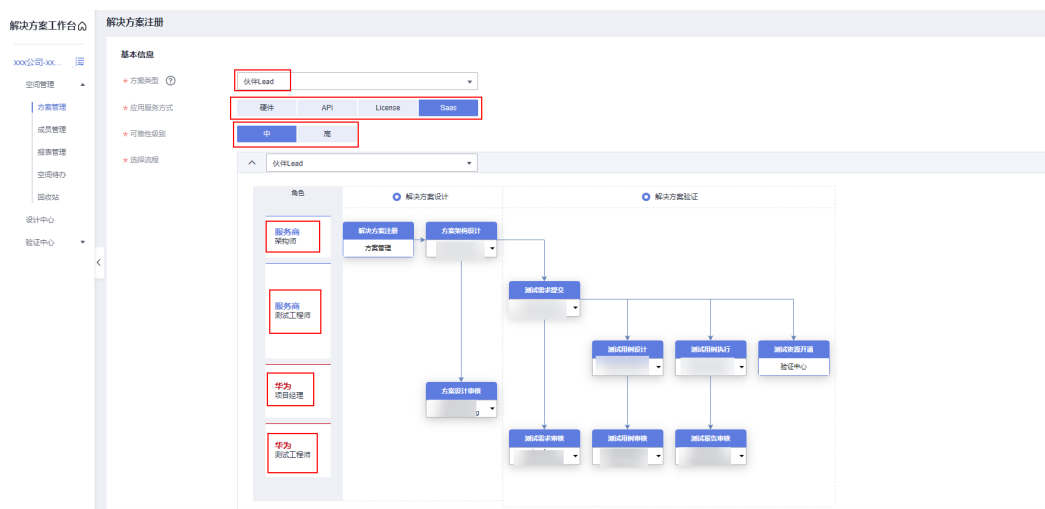 解决方案工作台
解决方案注册
xxx公司-xx...
空间管理
方案管理
成员管理
报表管理
空间待办
回收站
设计中心
验证中心
基本信息
* 方案类型 ?
伙伴Lead
* 应用服务方式
硬件 API License Saas
* 可靠性级别
中 高
* 选择流程
伙伴Lead
角色 解决方案设计 解决方案验证
服务商
架构师
解决方案注册 方案架构设计
方案管理
服务商
测试工程师
测试需求提交
测试用例设计 测试用例执行 测试资源开通
验证中心
华为
项目经理
方案设计审核
g
华为
测试工程师
测试需求审核 测试用例审核 测试报告审核